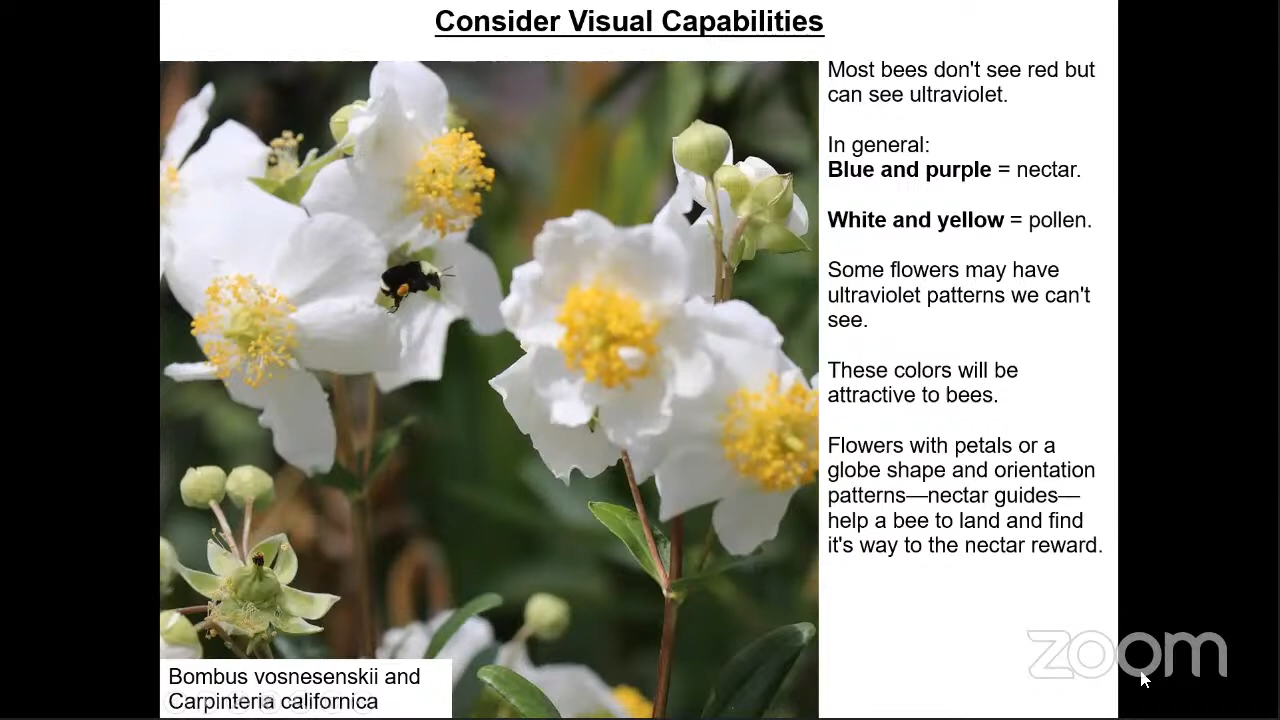 Consider Visual Capabilities
Most bees don't see red but
can see ultraviolet.
In general:
Blue and purple = nectar.
White and yellow = pollen.
Some flowers may have
ultraviolet patterns we can't
see.
These colors will be
attractive to bees.
Flowers with petals or a
globe shape and orientation
patterns—nectar guides—
help a bee to land and find
it's way to the nectar reward.
Bombus vosnesenskii and
Carpinteria californica
zoom